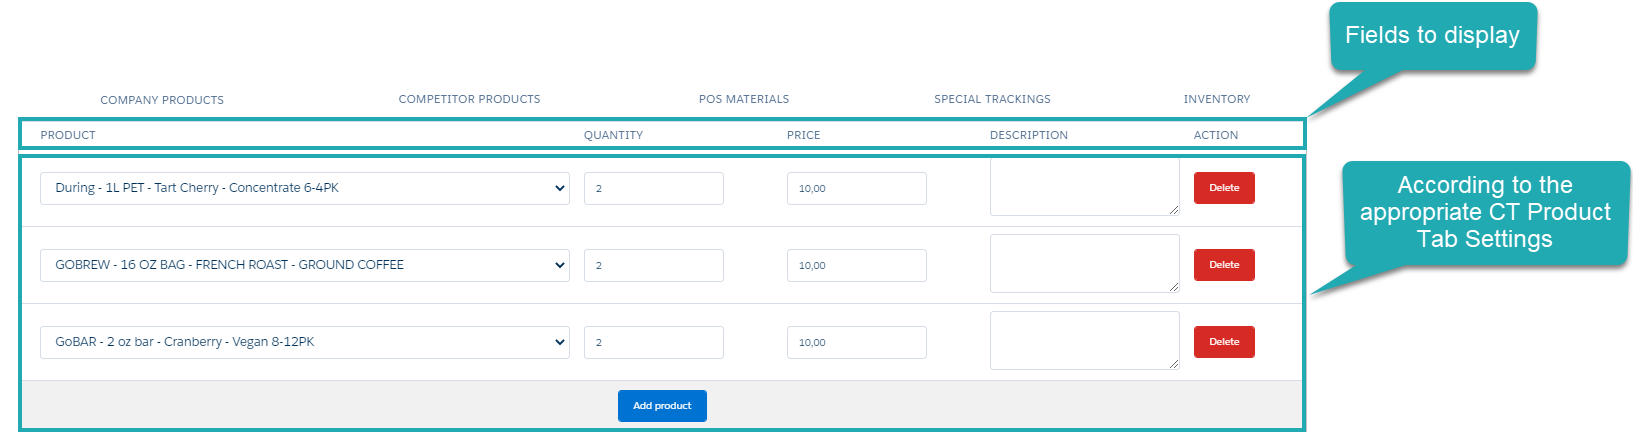 Fields to display
COMPANY PRODUCTS COMPETITOR PRODUCTS POS MATERIALS SPECIAL TRACKINGS INVENTORY
PRODUCT QUANTITY PRICE DESCRIPTION ACTION
During - 1L PET - Tart Cherry - Concentrate 6-4PK 2 10,00 Delete
According to the
appropriate CT Product
Tab Settings
GOBREW - 16 OZ BAG - FRENCH ROAST - GROUND COFFEE 2 10,00 Delete
GoBAR - 2 oz bar - Cranberry - Vegan 8-12PK 2 10,00 Delete
Add product